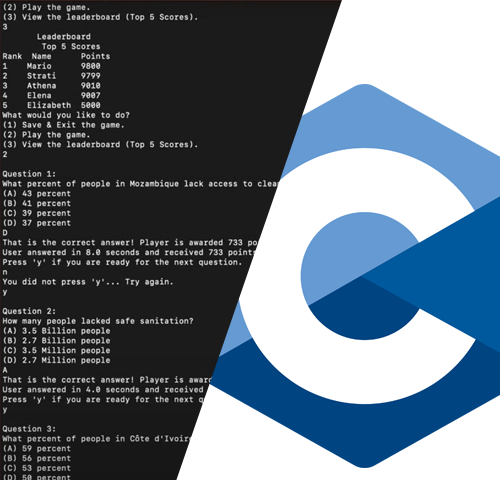 (2) Play the game.
(3) View the leaderboard (Top 5 Scores).
3
Leaderboard
Top 5 Scores
Rank Name Points
1 Mario 9800
2 Strati 9799
3 Athena 9010
4 Elena 9007
5 Elizabeth 5000
What would you like to do?
(1) Save & Exit the game.
(2) Play the game.
(3) View the leaderboard (Top 5 Scores).
2
Question 1:
What percent of people in Mozambique lack access to clea
(A) 43 percent
(B) 41 percent
(C) 39 percent
(D) 37 percent
D
That is the correct answer! Player is awarded 733 po
User answered in 8.0 seconds and received 733 points
Press 'y' if you are ready for the next question.
n
You did not press 'y'... Try again.
y
Question 2:
How many people lacked safe sanitation?
(A) 3.5 Billion people
(B) 2.7 Billion people
(C) 3.5 Million people
(D) 2.7 Million people
A
That is the correct answer! Player is awar
User answered in 4.0 seconds and received
Press 'y' if you are ready for the next q
y
Question 3:
What percent of people in Côte d'Ivoir
(A) 59 percent
(B) 56 percent
(C) 53 percent
(D) 50 percent
C